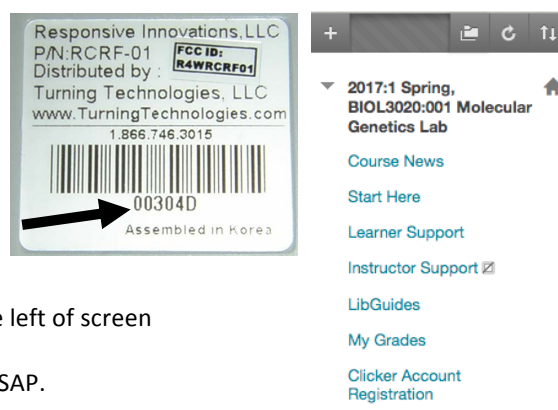 Responsive Innovations,LLC
P/N:RCRF-01
FCC ID:
R4WRCRF01
Distributed by :
Turning Technologies, LLC
www.TurningTechnologies.com
1.866.746.3015
00304D
Assembled in Korea
left of screen
SAP.
2017:1 Spring,
BIOL3020:001 Molecular
Genetics Lab
Course News
Start Here
Learner Support
Instructor Support
LibGuides
My Grades
Clicker Account
Registration